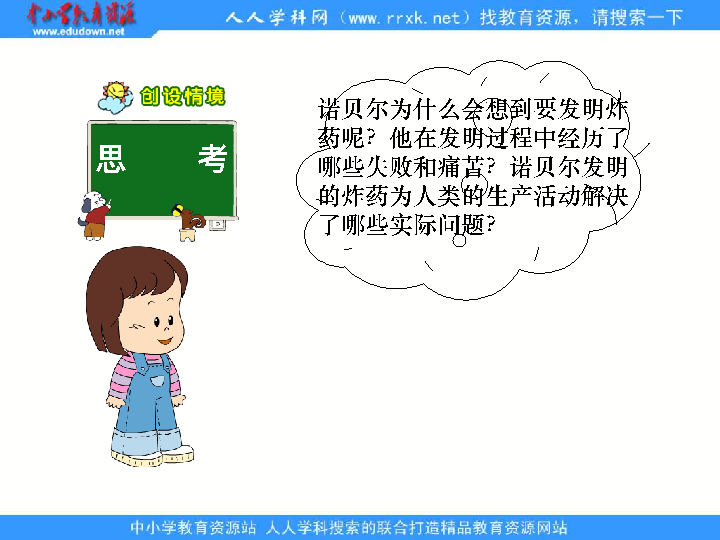 中小学教育资源
www.edudown.net
人人学科网（www.rrxk.net）找教育资源，请搜索一下
创设情境
思 考
诺贝尔为什么会想到要发明炸
药呢？他在发明过程中经历了
哪些失败和痛苦？诺贝尔发明
的炸药为人类的生产活动解决
了哪些实际问题？
中小学教育资源站 人人学科搜索的联合打造精品教育资源网站